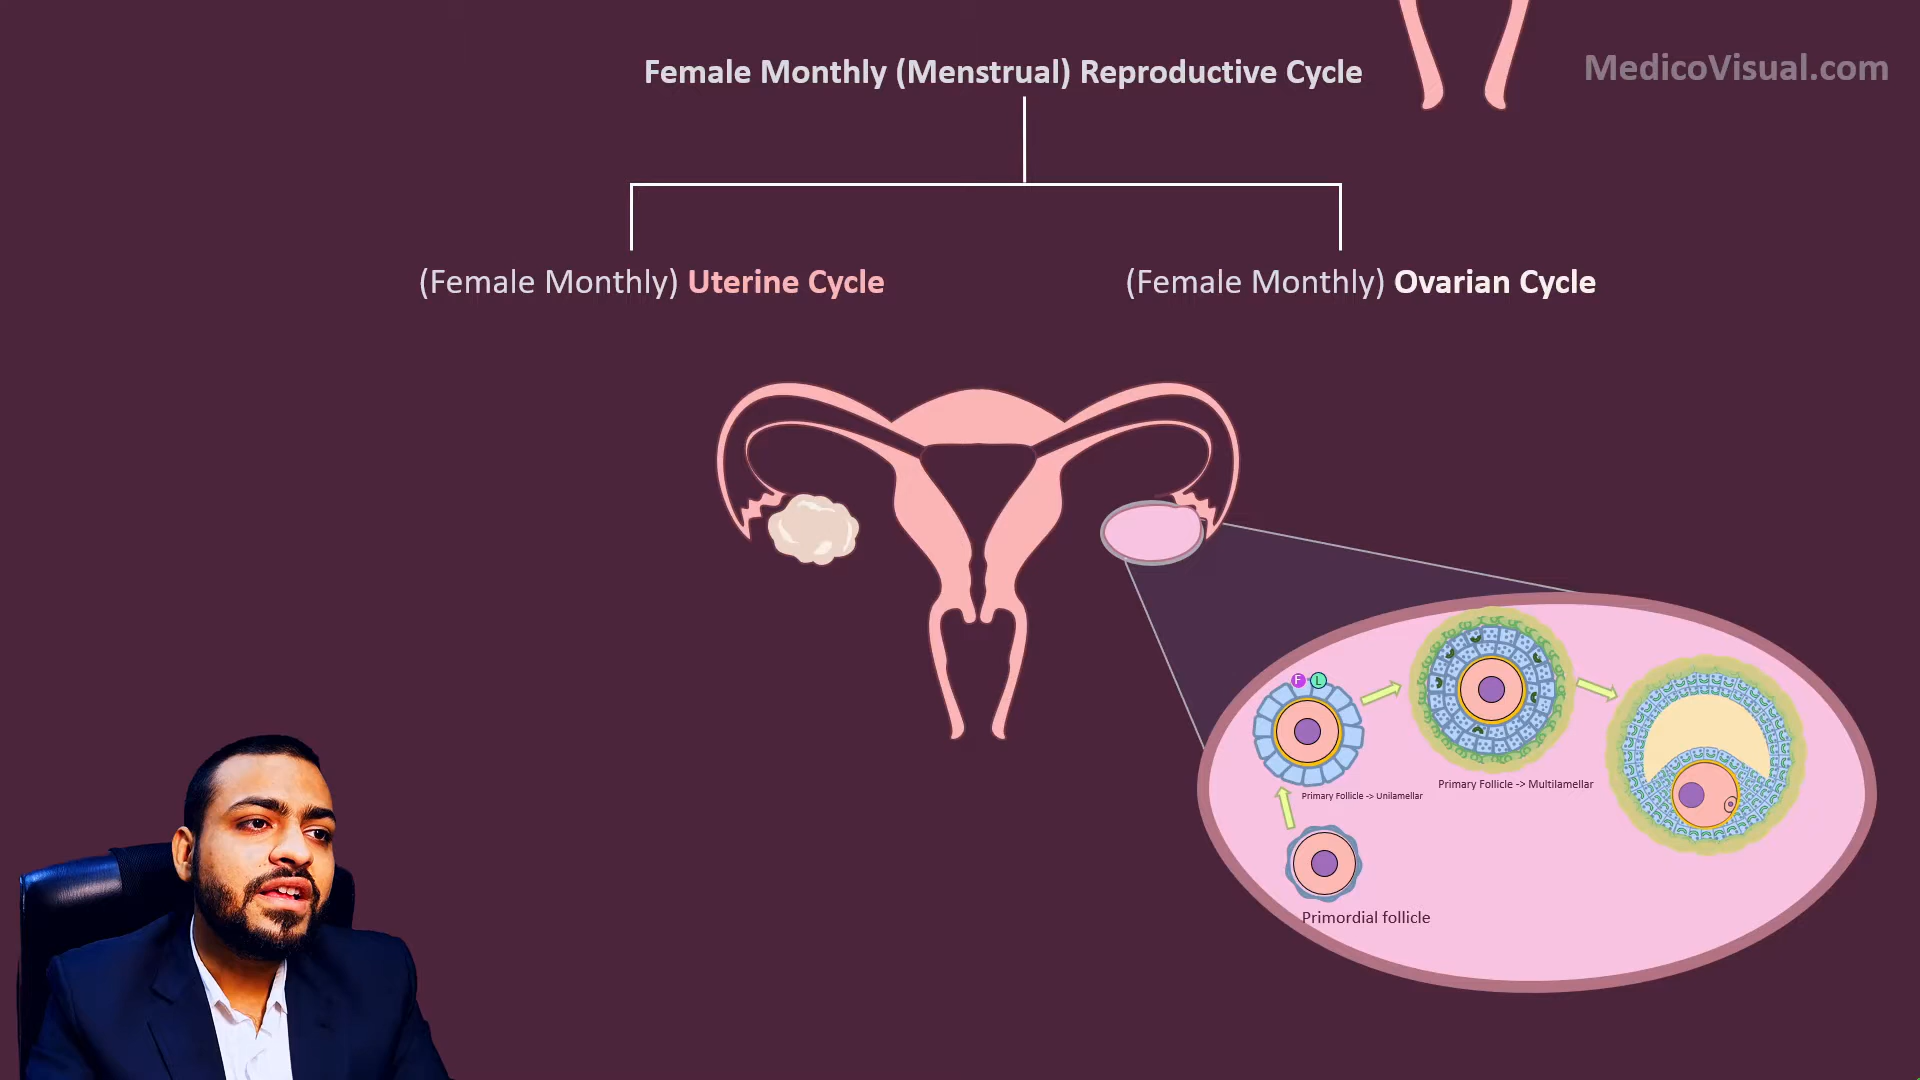 Female Monthly (Menstrual) Reproductive Cycle
MedicoVisual.com
(Female Monthly) Uterine Cycle
(Female Monthly) Ovarian Cycle
F
L
Primary Follicle -> Unilamellar
Primary Follicle -> Multilamellar
Primordial follicle